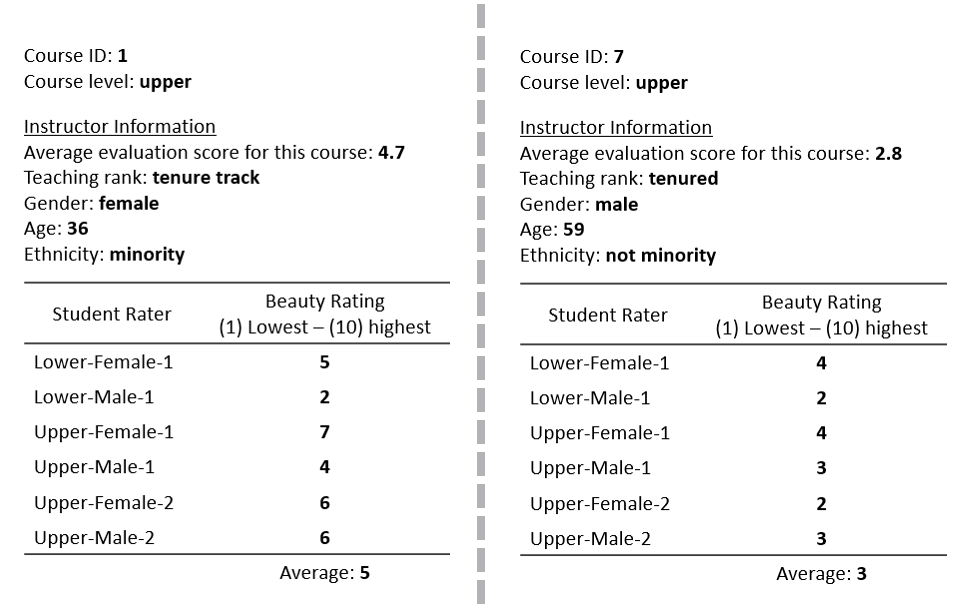 Course ID: 1
Course level: upper
Instructor Information
Average evaluation score for this course: 4.7
Teaching rank: tenure track
Gender: female
Age: 36
Ethnicity: minority
Student Rater Beauty Rating
(1) Lowest – (10) highest
Lower-Female-1 5
Lower-Male-1 2
Upper-Female-1 7
Upper-Male-1 4
Upper-Female-2 6
Upper-Male-2 6
Average: 5
Course ID: 7
Course level: upper
Instructor Information
Average evaluation score for this course: 2.8
Teaching rank: tenured
Gender: male
Age: 59
Ethnicity: not minority
Student Rater Beauty Rating
(1) Lowest – (10) highest
Lower-Female-1 4
Lower-Male-1 2
Upper-Female-1 4
Upper-Male-1 3
Upper-Female-2 2
Upper-Male-2 3
Average: 3